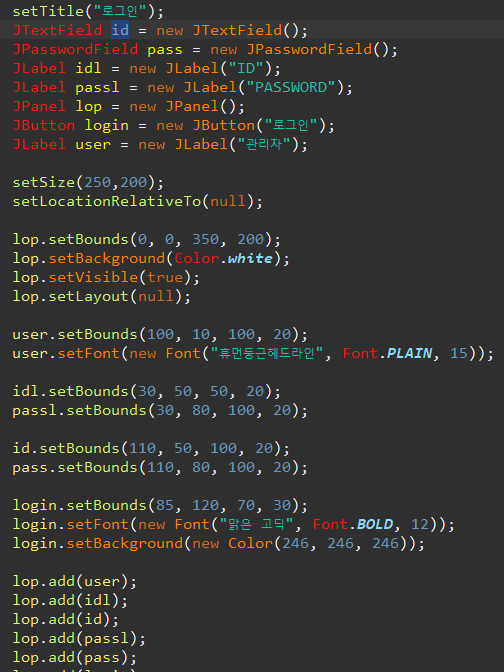 setTitle("로그인");
JTextField id = new JTextField();
JPasswordField pass = new JPasswordField();
JLabel idl = new JLabel("ID");
JLabel passl = new JLabel("PASSWORD");
JPanel lop = new JPanel();
JButton login = new JButton("로그인");
JLabel user = new JLabel("관리자");
setSize(250,200);
setLocationRelativeTo(null);
lop.setBounds(0, 0, 350, 200);
lop.setBackground(Color.white);
lop.setVisible(true);
lop.setLayout(null);
user.setBounds(100, 10, 100, 20);
user.setFont(new Font("휴먼둥근헤드라인", Font.PLAIN, 15));
idl.setBounds(30, 50, 50, 20);
passl.setBounds(30, 80, 100, 20);
id.setBounds(110, 50, 100, 20);
pass.setBounds(110, 80, 100, 20);
login.setBounds(85, 120, 70, 30);
login.setFont(new Font("맑은 고딕", Font.BOLD, 12));
login.setBackground(new Color(246, 246, 246));
lop.add(user);
lop.add(idl);
lop.add(id);
lop.add(passl);
lop.add(pass);